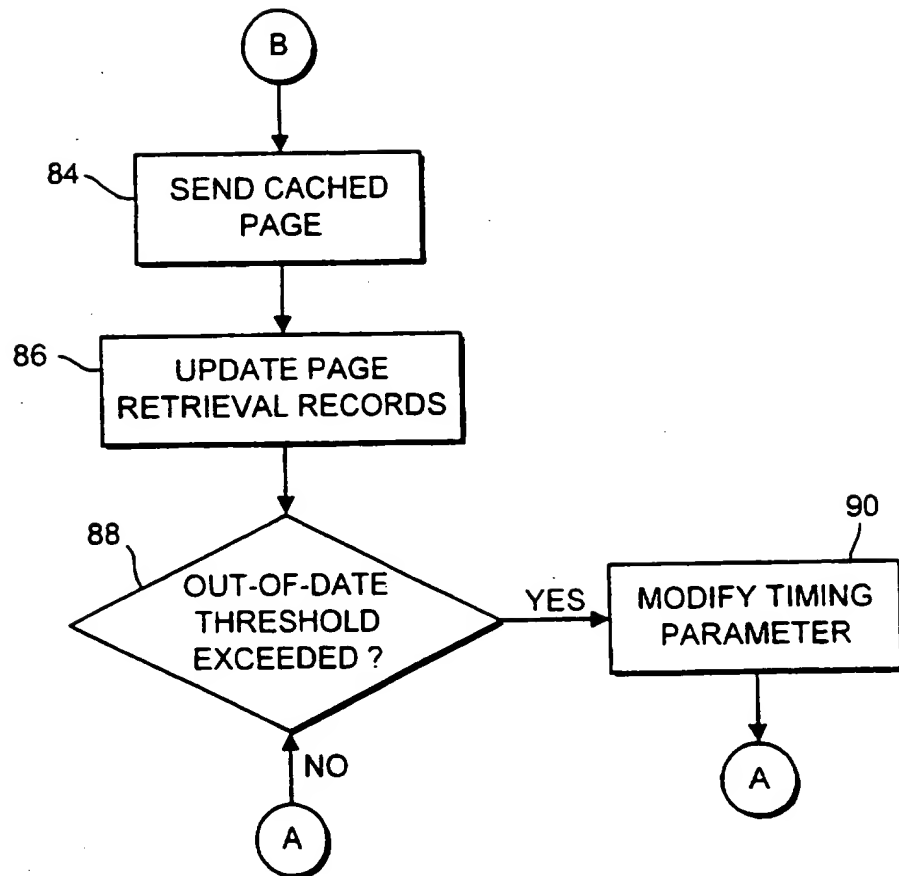 B
84
SEND CACHED
PAGE
86
UPDATE PAGE
RETRIEVAL RECORDS
88
OUT-OF-DATE
THRESHOLD
EXCEEDED ?
YES
90
MODIFY TIMING
PARAMETER
NO
A
A